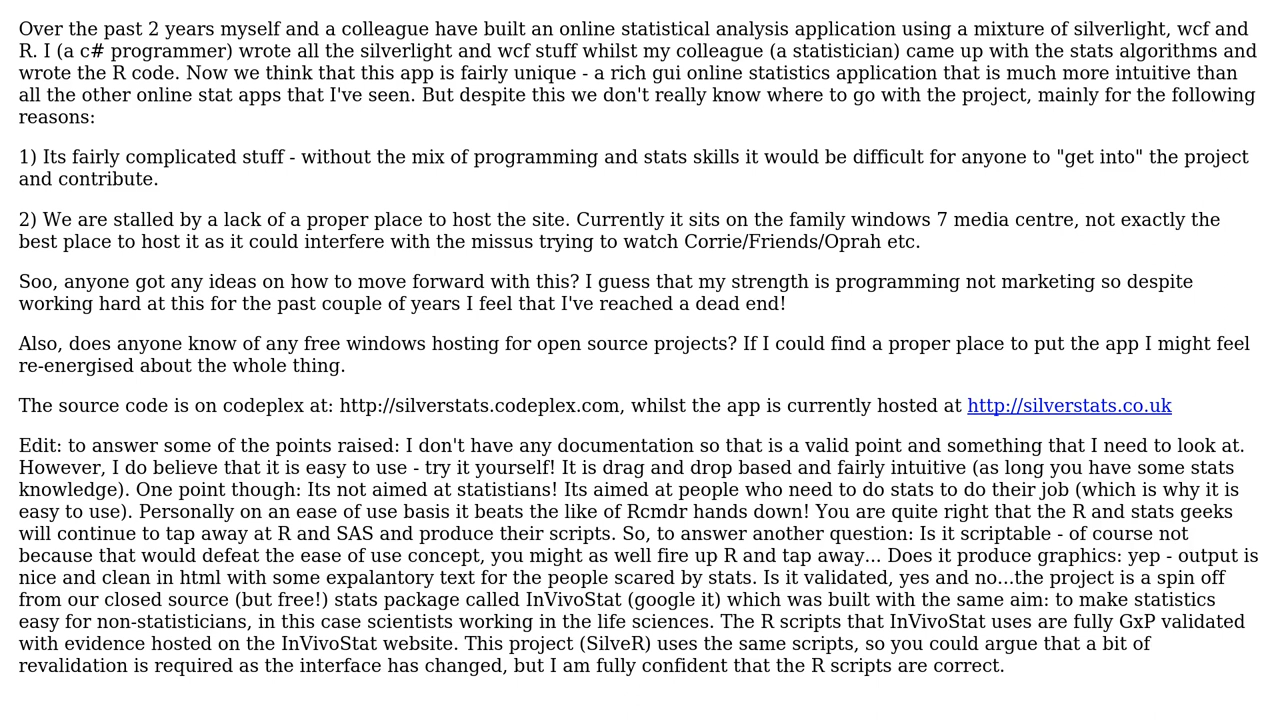 Over the past 2 years myself and a colleague have built an online statistical analysis application using a mixture of silverlight, wcf and
R. I (a c# programmer) wrote all the silverlight and wcf stuff whilst my colleague (a statistician) came up with the stats algorithms and
wrote the R code. Now we think that this app is fairly unique - a rich gui online statistics application that is much more intuitive than
all the other online stat apps that I've seen. But despite this we don't really know where to go with the project, mainly for the following
reasons:
1) Its fairly complicated stuff - without the mix of programming and stats skills it would be difficult for anyone to "get into" the project
and contribute.
2) We are stalled by a lack of a proper place to host the site. Currently it sits on the family windows 7 media centre, not exactly the
best place to host it as it could interfere with the missus trying to watch Corrie/Friends/Oprah etc.
Soo, anyone got any ideas on how to move forward with this? I guess that my strength is programming not marketing so despite
working hard at this for the past couple of years I feel that I've reached a dead end!
Also, does anyone know of any free windows hosting for open source projects? If I could find a proper place to put the app I might feel
re-energised about the whole thing.
The source code is on codeplex at: http://silverstats.codeplex.com, whilst the app is currently hosted at http://silverstats.co.uk
Edit: to answer some of the points raised: I don't have any documentation so that is a valid point and something that I need to look at.
However, I do believe that it is easy to use - try it yourself! It is drag and drop based and fairly intuitive (as long you have some stats
knowledge). One point though: Its not aimed at statistians! Its aimed at people who need to do stats to do their job (which is why it is
easy to use). Personally on an ease of use basis it beats the like of Rcmdr hands down! You are quite right that the R and stats geeks
will continue to tap away at R and SAS and produce their scripts. So, to answer another question: Is it scriptable - of course not
because that would defeat the ease of use concept, you might as well fire up R and tap away... Does it produce graphics: yep - output is
nice and clean in html with some expalantory text for the people scared by stats. Is it validated, yes and no...the project is a spin off
from our closed source (but free!) stats package called InVivoStat (google it) which was built with the same aim: to make statistics
easy for non-statisticians, in this case scientists working in the life sciences. The R scripts that InVivoStat uses are fully GxP validated
with evidence hosted on the InVivoStat website. This project (SilveR) uses the same scripts, so you could argue that a bit of
revalidation is required as the interface has changed, but I am fully confident that the R scripts are correct.